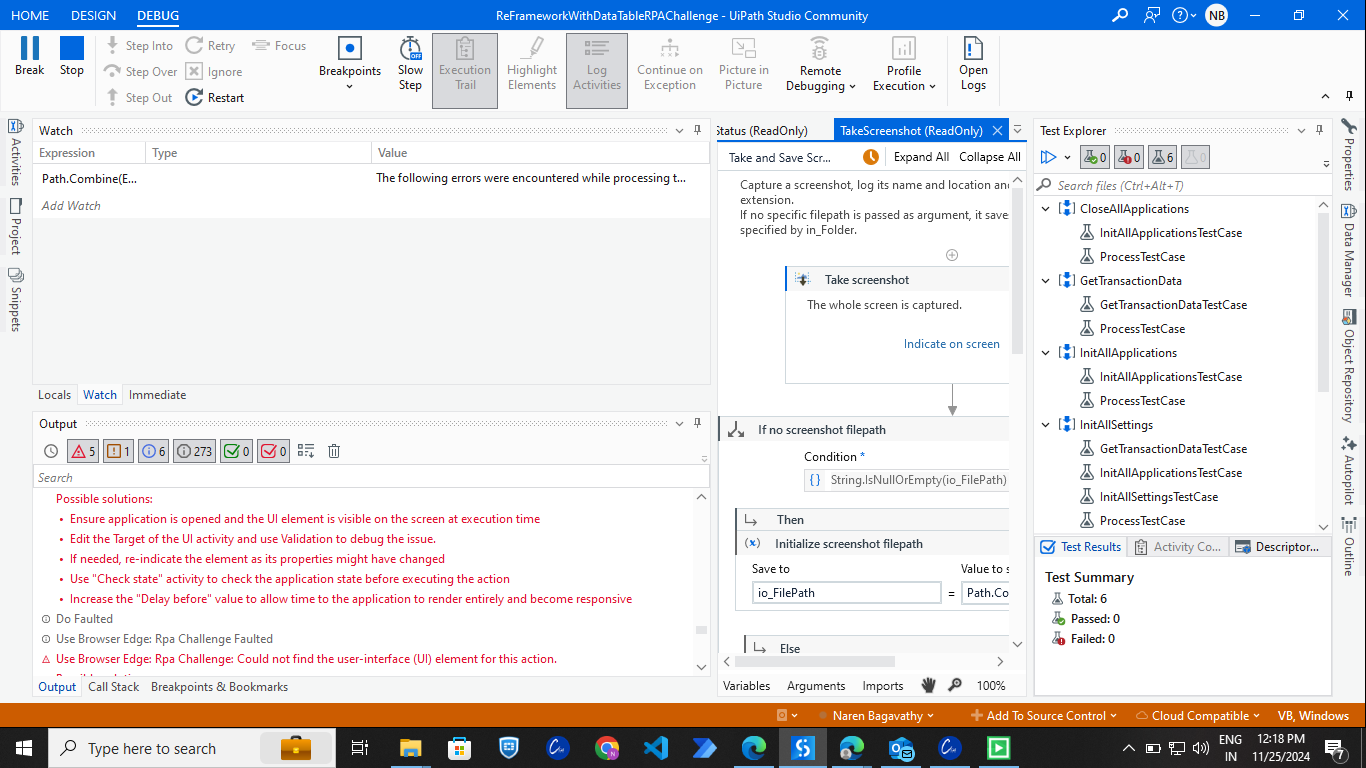 HOME DESIGN DEBUG ReFrameworkWithDataTableRPAChallenge - UiPath Studio Community NB
Break
Stop
Step Into Retry Focus
Step Over Ignore
Step Out Restart
Breakpoints
Slow
Step
Execution
Trail
Highlight
Elements
Log
Activities
Continue on
Exception
Picture in
Picture
Remote
Debugging
Profile
Execution
Open
Logs
Activities
Project
Snippets
Watch
Expression Type Value
Path.Combine(E... The following errors were encountered while processing t...
Add Watch
Locals Watch Immediate
Output
5 1 6 273 0 0
Search
Possible solutions:
• Ensure application is opened and the UI element is visible on the screen at execution time
• Edit the Target of the UI activity and use Validation to debug the issue.
• If needed, re-indicate the element as its properties might have changed
• Use "Check state" activity to check the application state before executing the action
• Increase the "Delay before" value to allow time to the application to render entirely and become responsive
Do Faulted
Use Browser Edge: Rpa Challenge Faulted
Use Browser Edge: Rpa Challenge: Could not find the user-interface (UI) element for this action.
Output Call Stack Breakpoints & Bookmarks
Status (ReadOnly) TakeScreenshot (ReadOnly)
Take and Save Scr... Expand All Collapse All
Capture a screenshot, log its name and location and
extension.
If no specific filepath is passed as argument, it save
specified by in_Folder.
Take screenshot
The whole screen is captured.
Indicate on screen
If no screenshot filepath
Condition *
String.IsNullOrEmpty(io_FilePath)
Then
Initialize screenshot filepath
Save to Value to s
io_FilePath = Path.Co
Else
Variables Arguments Imports 100%
Test Explorer
0 0 6 0
Search files (Ctrl+Alt+T)
CloseAllApplications
InitAllApplicationsTestCase
ProcessTestCase
GetTransactionData
GetTransactionDataTestCase
ProcessTestCase
InitAllApplications
InitAllApplicationsTestCase
ProcessTestCase
InitAllSettings
GetTransactionDataTestCase
InitAllApplicationsTestCase
InitAllSettingsTestCase
ProcessTestCase
Test Results Activity Co... Descriptor...
Test Summary
Total: 6
Passed: 0
Failed: 0
Properties
Data Manager
Object Repository
Autopilot
Outline
Naren Bagavathy Add To Source Control Cloud Compatible VB, Windows
Type here to search
ENG
IN
12:18 PM
11/25/2024
7